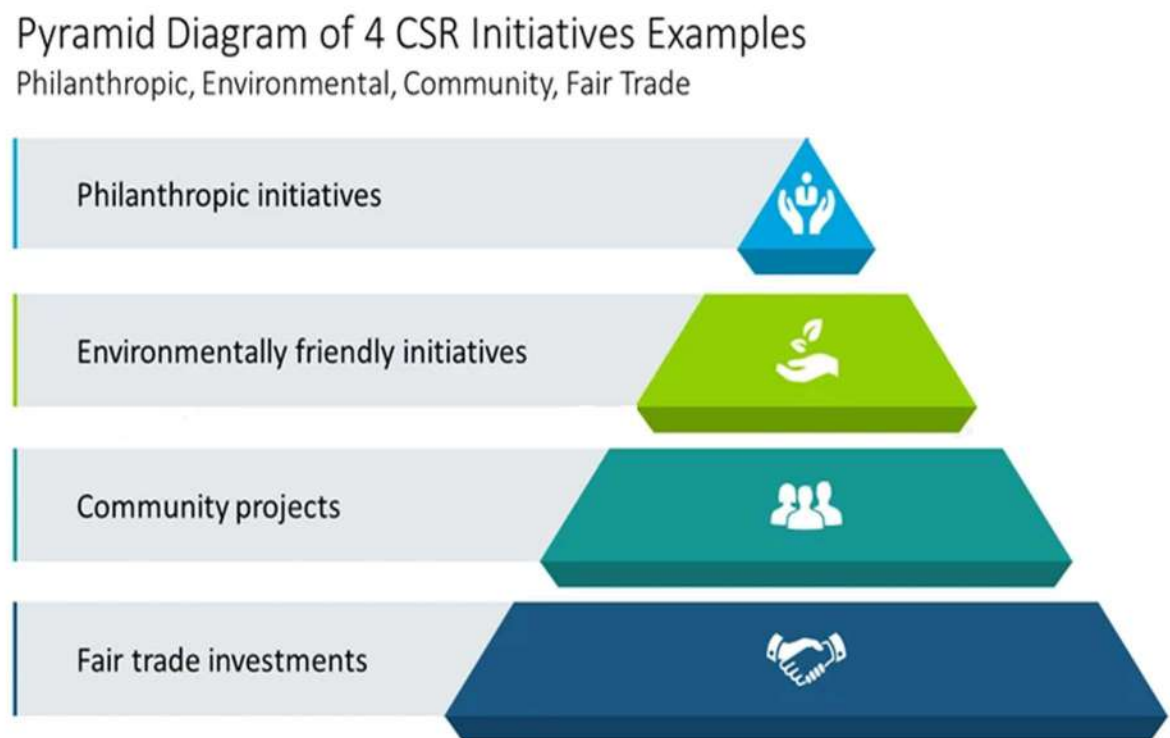 Pyramid Diagram of 4 CSR Initiatives Examples
Philanthropic, Environmental, Community, Fair Trade
Philanthropic initiatives
Environmentally friendly initiatives
Community projects
Fair trade investments